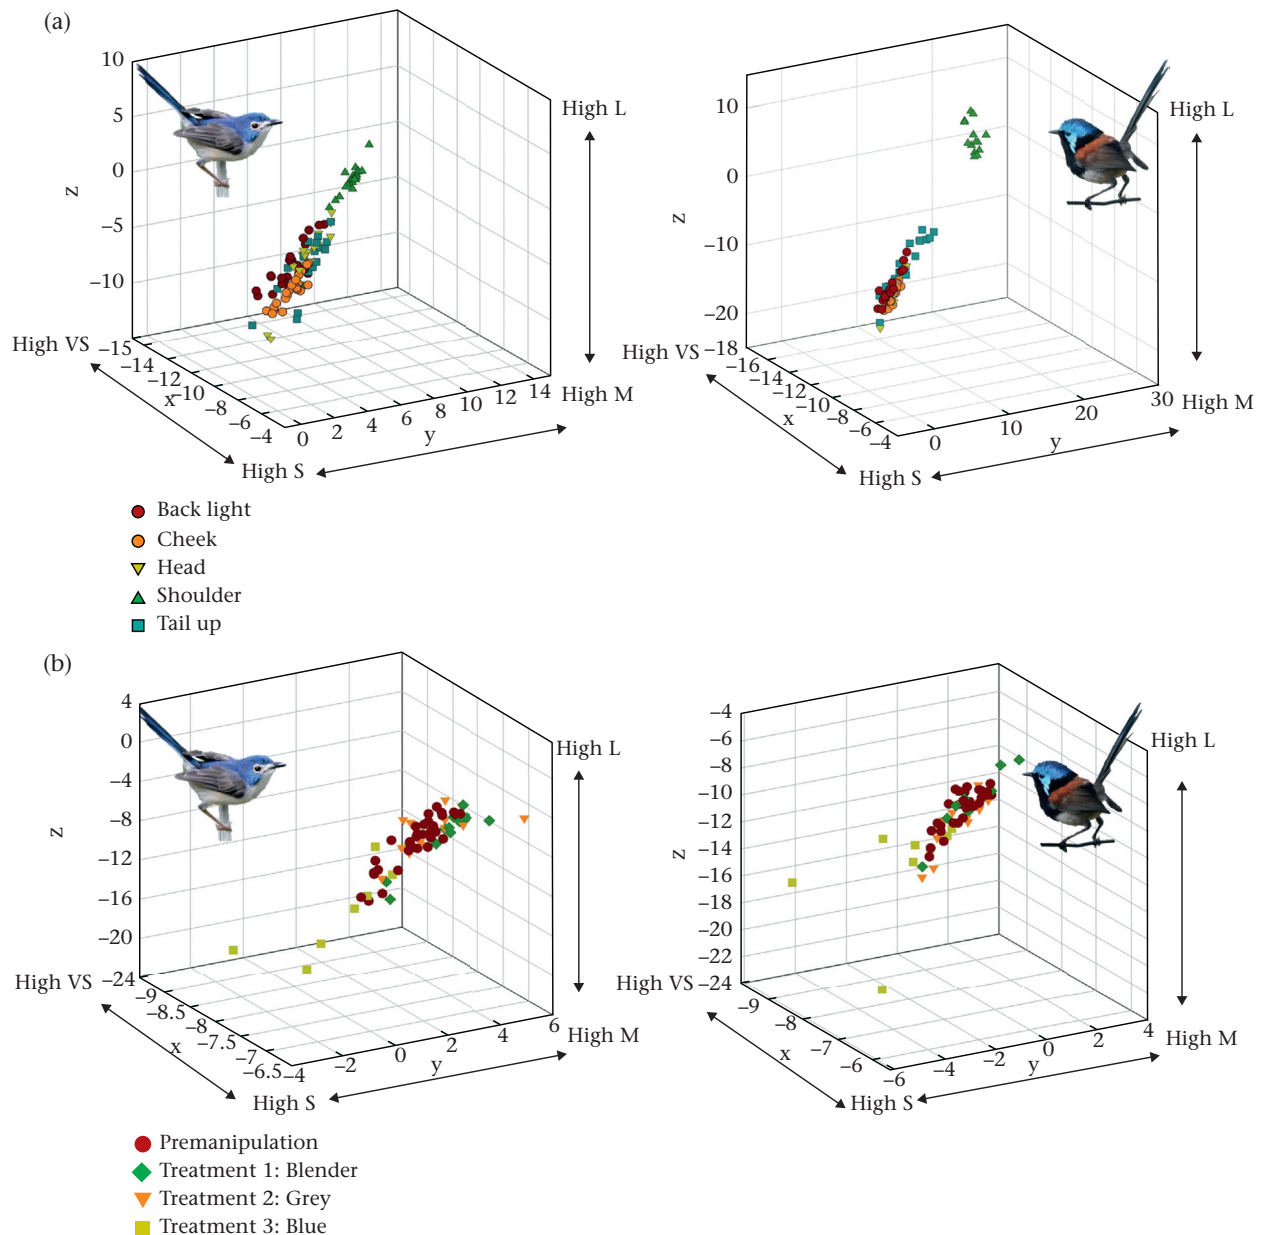 (a)
10
5
0
−5
−10
−15
z
High VS
−14
−12
−10
−8
−6
−4
x
High S
0
2
4
6
8
10
12
14
y
High M
High L
10
0
−10
−20
−18
z
High VS
−16
−14
−12
−10
−8
−6
−4
x
High S
0
10
20
30
y
High M
High L
Back light
Cheek
Head
Shoulder
Tail up
(b)
4
0
−4
−8
−12
−16
−20
−24
z
High VS
−9
−8.5
−8
−7.5
−7
−6.5
x
High S
−4
−2
0
2
4
6
y
High M
High L
−4
−6
−8
−10
−12
−14
−16
−18
−20
−22
−24
z
High VS
−9
−8
−7
−6
x
High S
−6
−4
−2
0
2
4
y
High M
High L
Premanipulation
Treatment 1: Blender
Treatment 2: Grey
Treatment 3: Blue